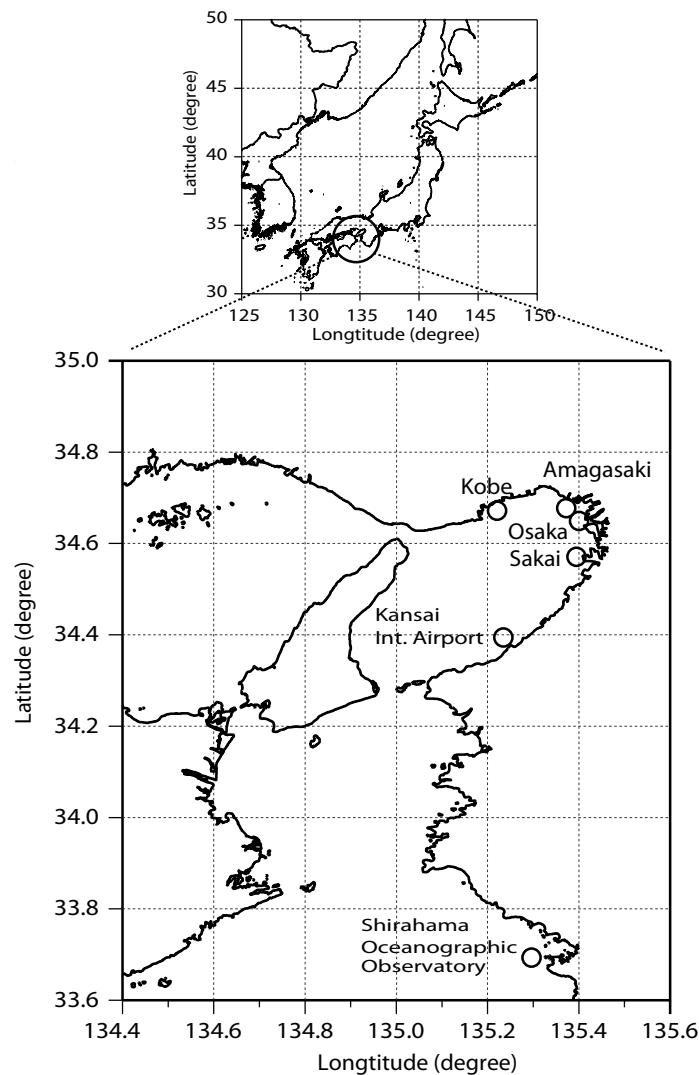 50
45
40
35
30
Latitude (degree)
125 130 135 140 145 150
Longtitude (degree)
35.0
34.8
34.6
34.4
34.2
34.0
33.8
33.6
Latitude (degree)
Amagasaki
Kobe
Osaka
Sakai
Kansai
Int. Airport
Shirahama
Oceanographic
Observatory
134.4 134.6 134.8 135.0 135.2 135.4 135.6
Longtitude (degree)